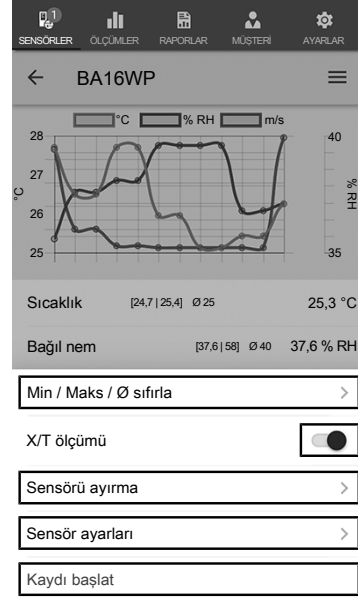 1
SENSÖRLER ÖLÇÜMLER RAPORLAR MÜŞTERİ AYARLAR
BA16WP
°C % RH m/s
28 40
27
°C % RH
26
25 35
Sıcaklık [24,7 | 25,4] Ø 25 25,3 °C
Bağıl nem [37,6 | 58] Ø 40 37,6 % RH
Min / Maks / Ø sıfırla
X/T ölçümü
Sensörü ayırma
Sensör ayarları
Kaydı başlat